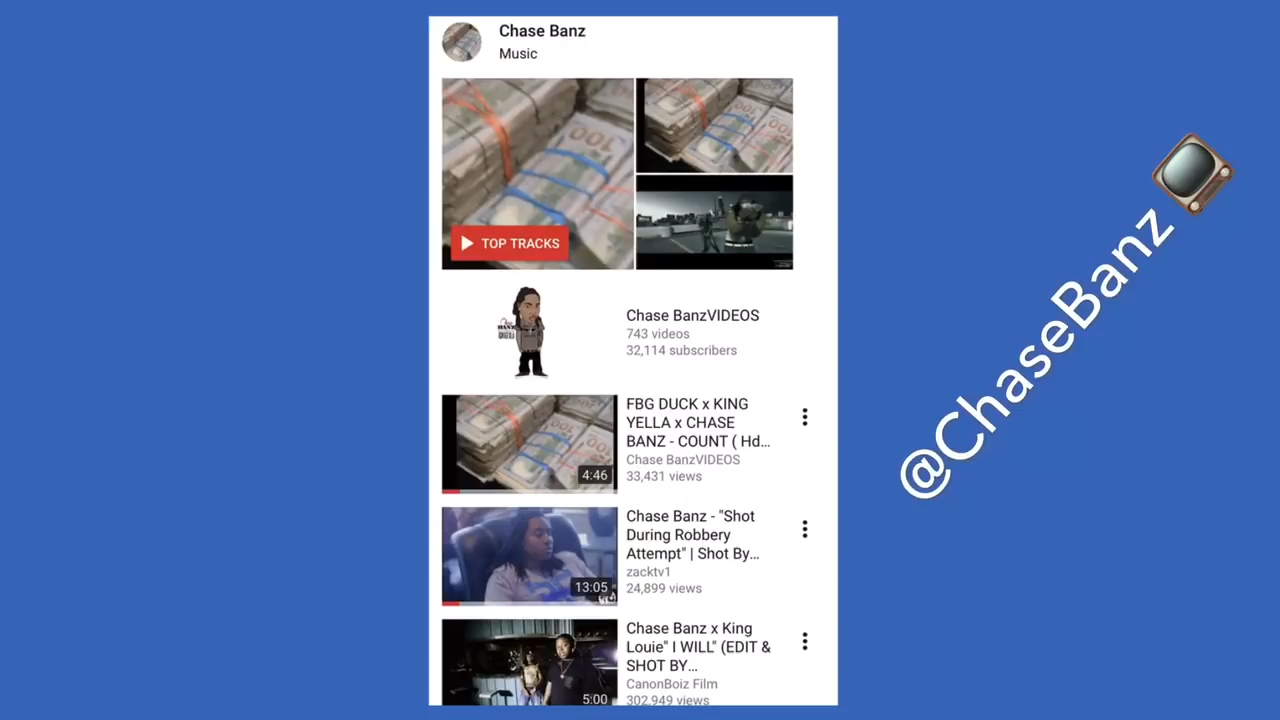 Chase Banz
Music
TOP TRACKS
Chase BanzVIDEOS
743 videos
32,114 subscribers
FBG DUCK x KING
YELLA x CHASE
BANZ - COUNT ( Hd...
Chase BanzVIDEOS
33,431 views
4:46
Chase Banz - "Shot
During Robbery
Attempt" | Shot By...
zacktv1
24,899 views
13:05
Chase Banz x King
Louie" I WILL" (EDIT &
SHOT BY...
CanonBoiz Film
302,949 views
5:00
@ChaseBanz